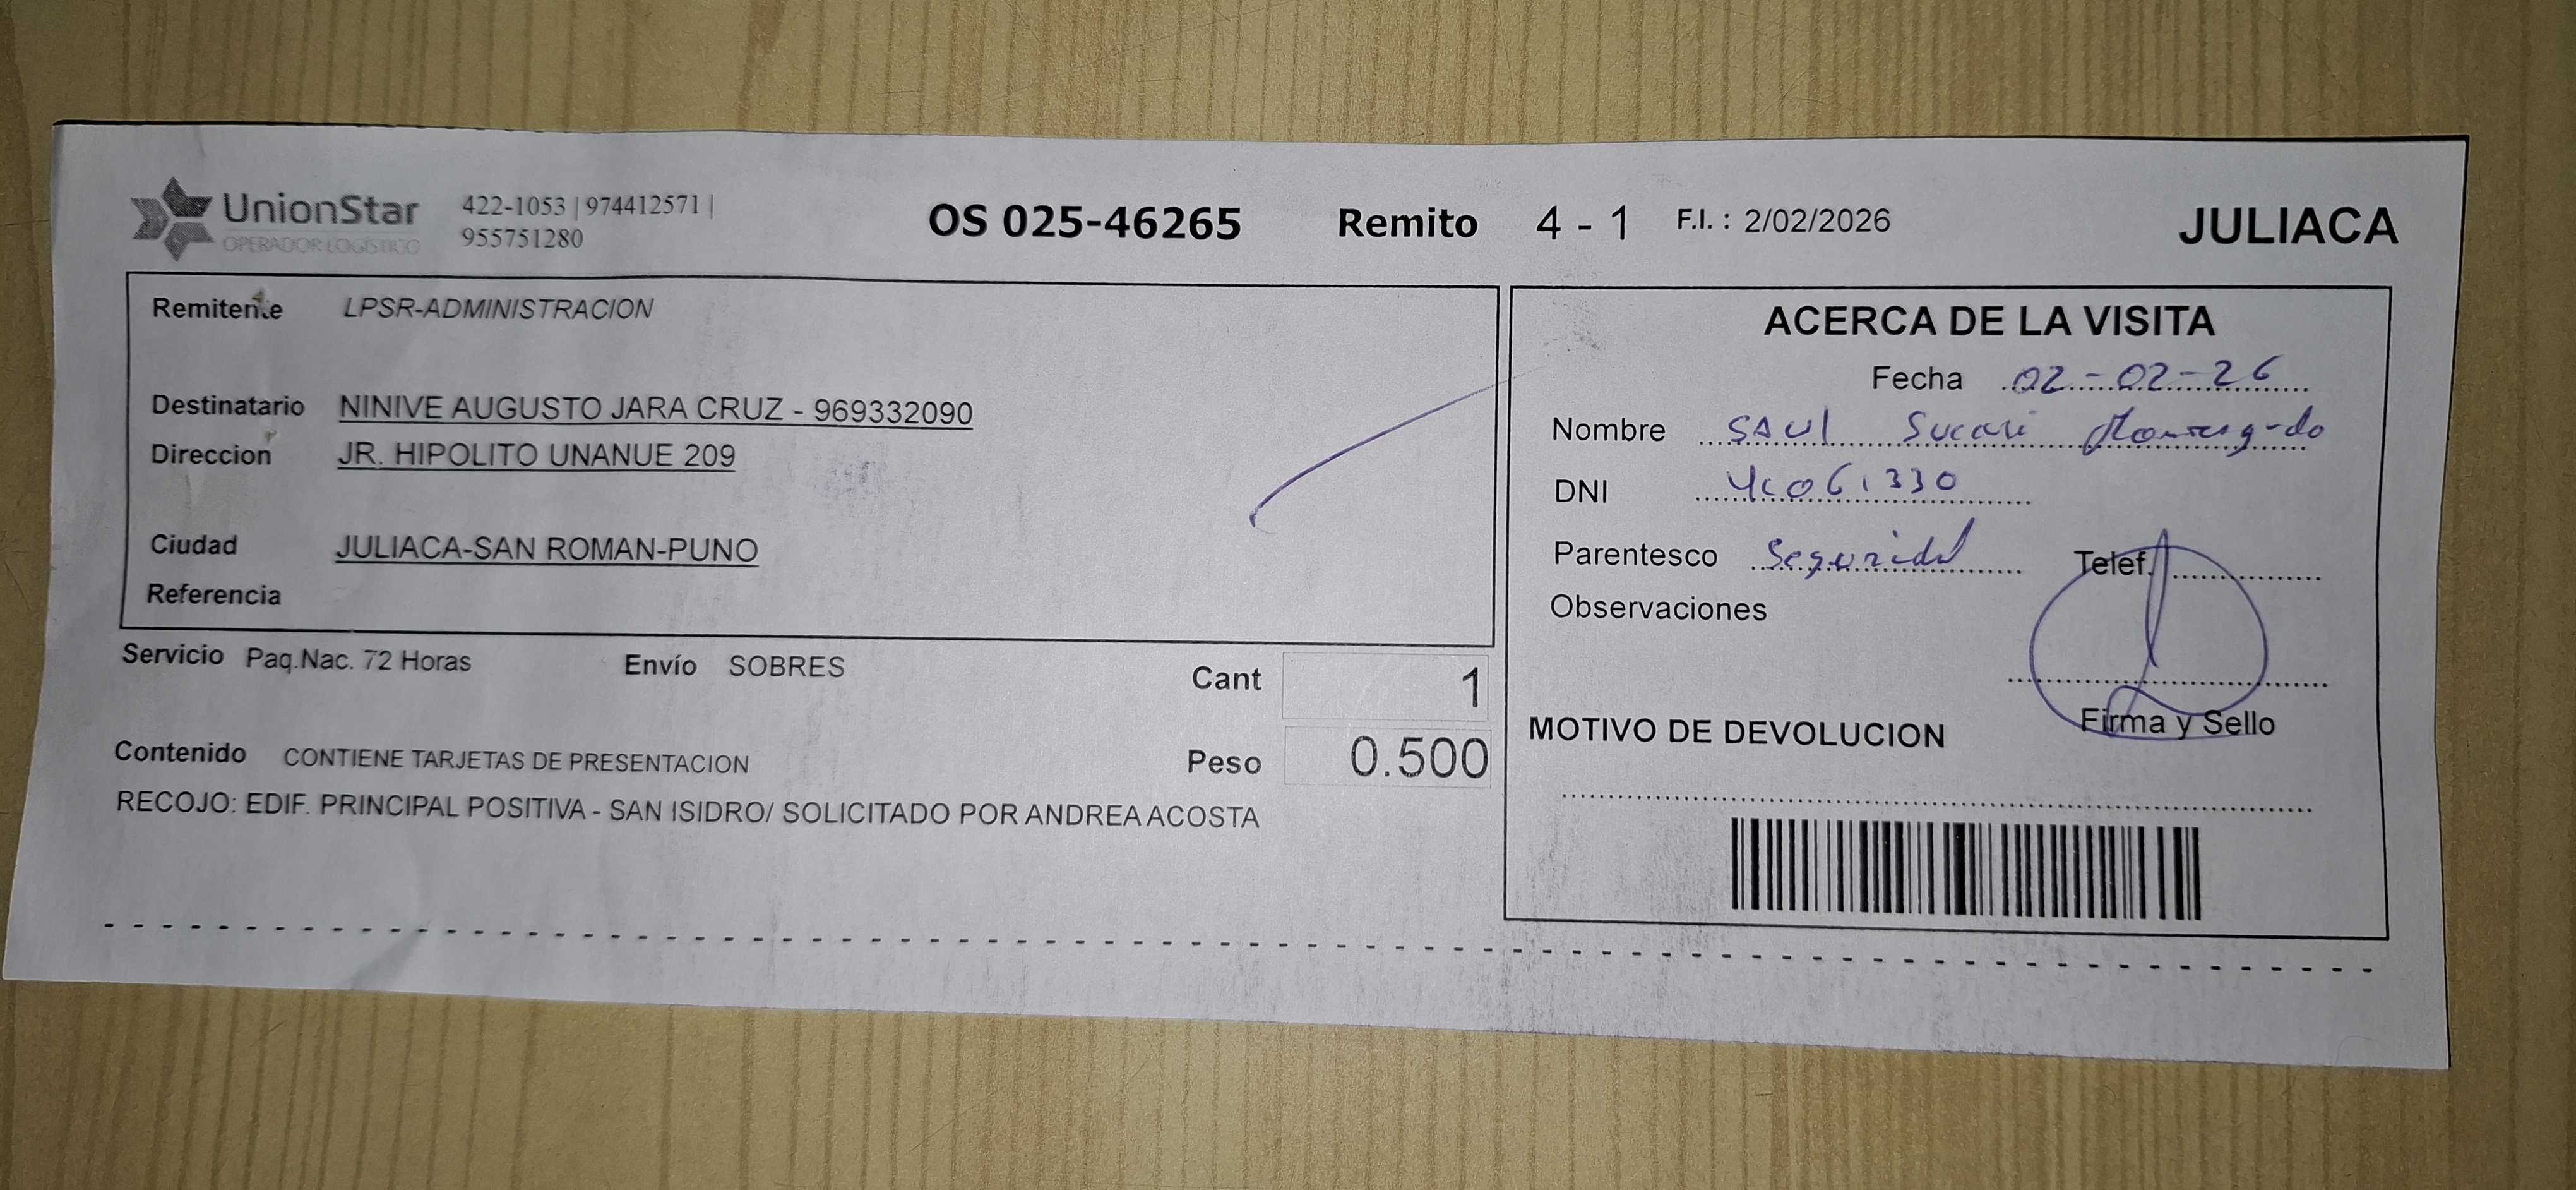 UnionStar
OPERADOR LOGISTICO
422-1053 | 974412571 |
955751280
OS 025-46265 Remito 4 - 1 F.I. : 2/02/2026 JULIACA
Remitente LPSR-ADMINISTRACION
Destinatario NINIVE AUGUSTO JARA CRUZ - 969332090
Direccion JR. HIPOLITO UNANUE 209
Ciudad JULIACA-SAN ROMAN-PUNO
Referencia
Servicio Paq.Nac. 72 Horas Envío SOBRES Cant 1
Contenido CONTIENE TARJETAS DE PRESENTACION Peso 0.500
RECOJO: EDIF. PRINCIPAL POSITIVA - SAN ISIDRO/ SOLICITADO POR ANDREA ACOSTA
ACERCA DE LA VISITA
Fecha 02-02-26
Nombre SAUl Sucari
DNI
Parentesco Seguridad Telef.
Observaciones
Firma y Sello
MOTIVO DE DEVOLUCION